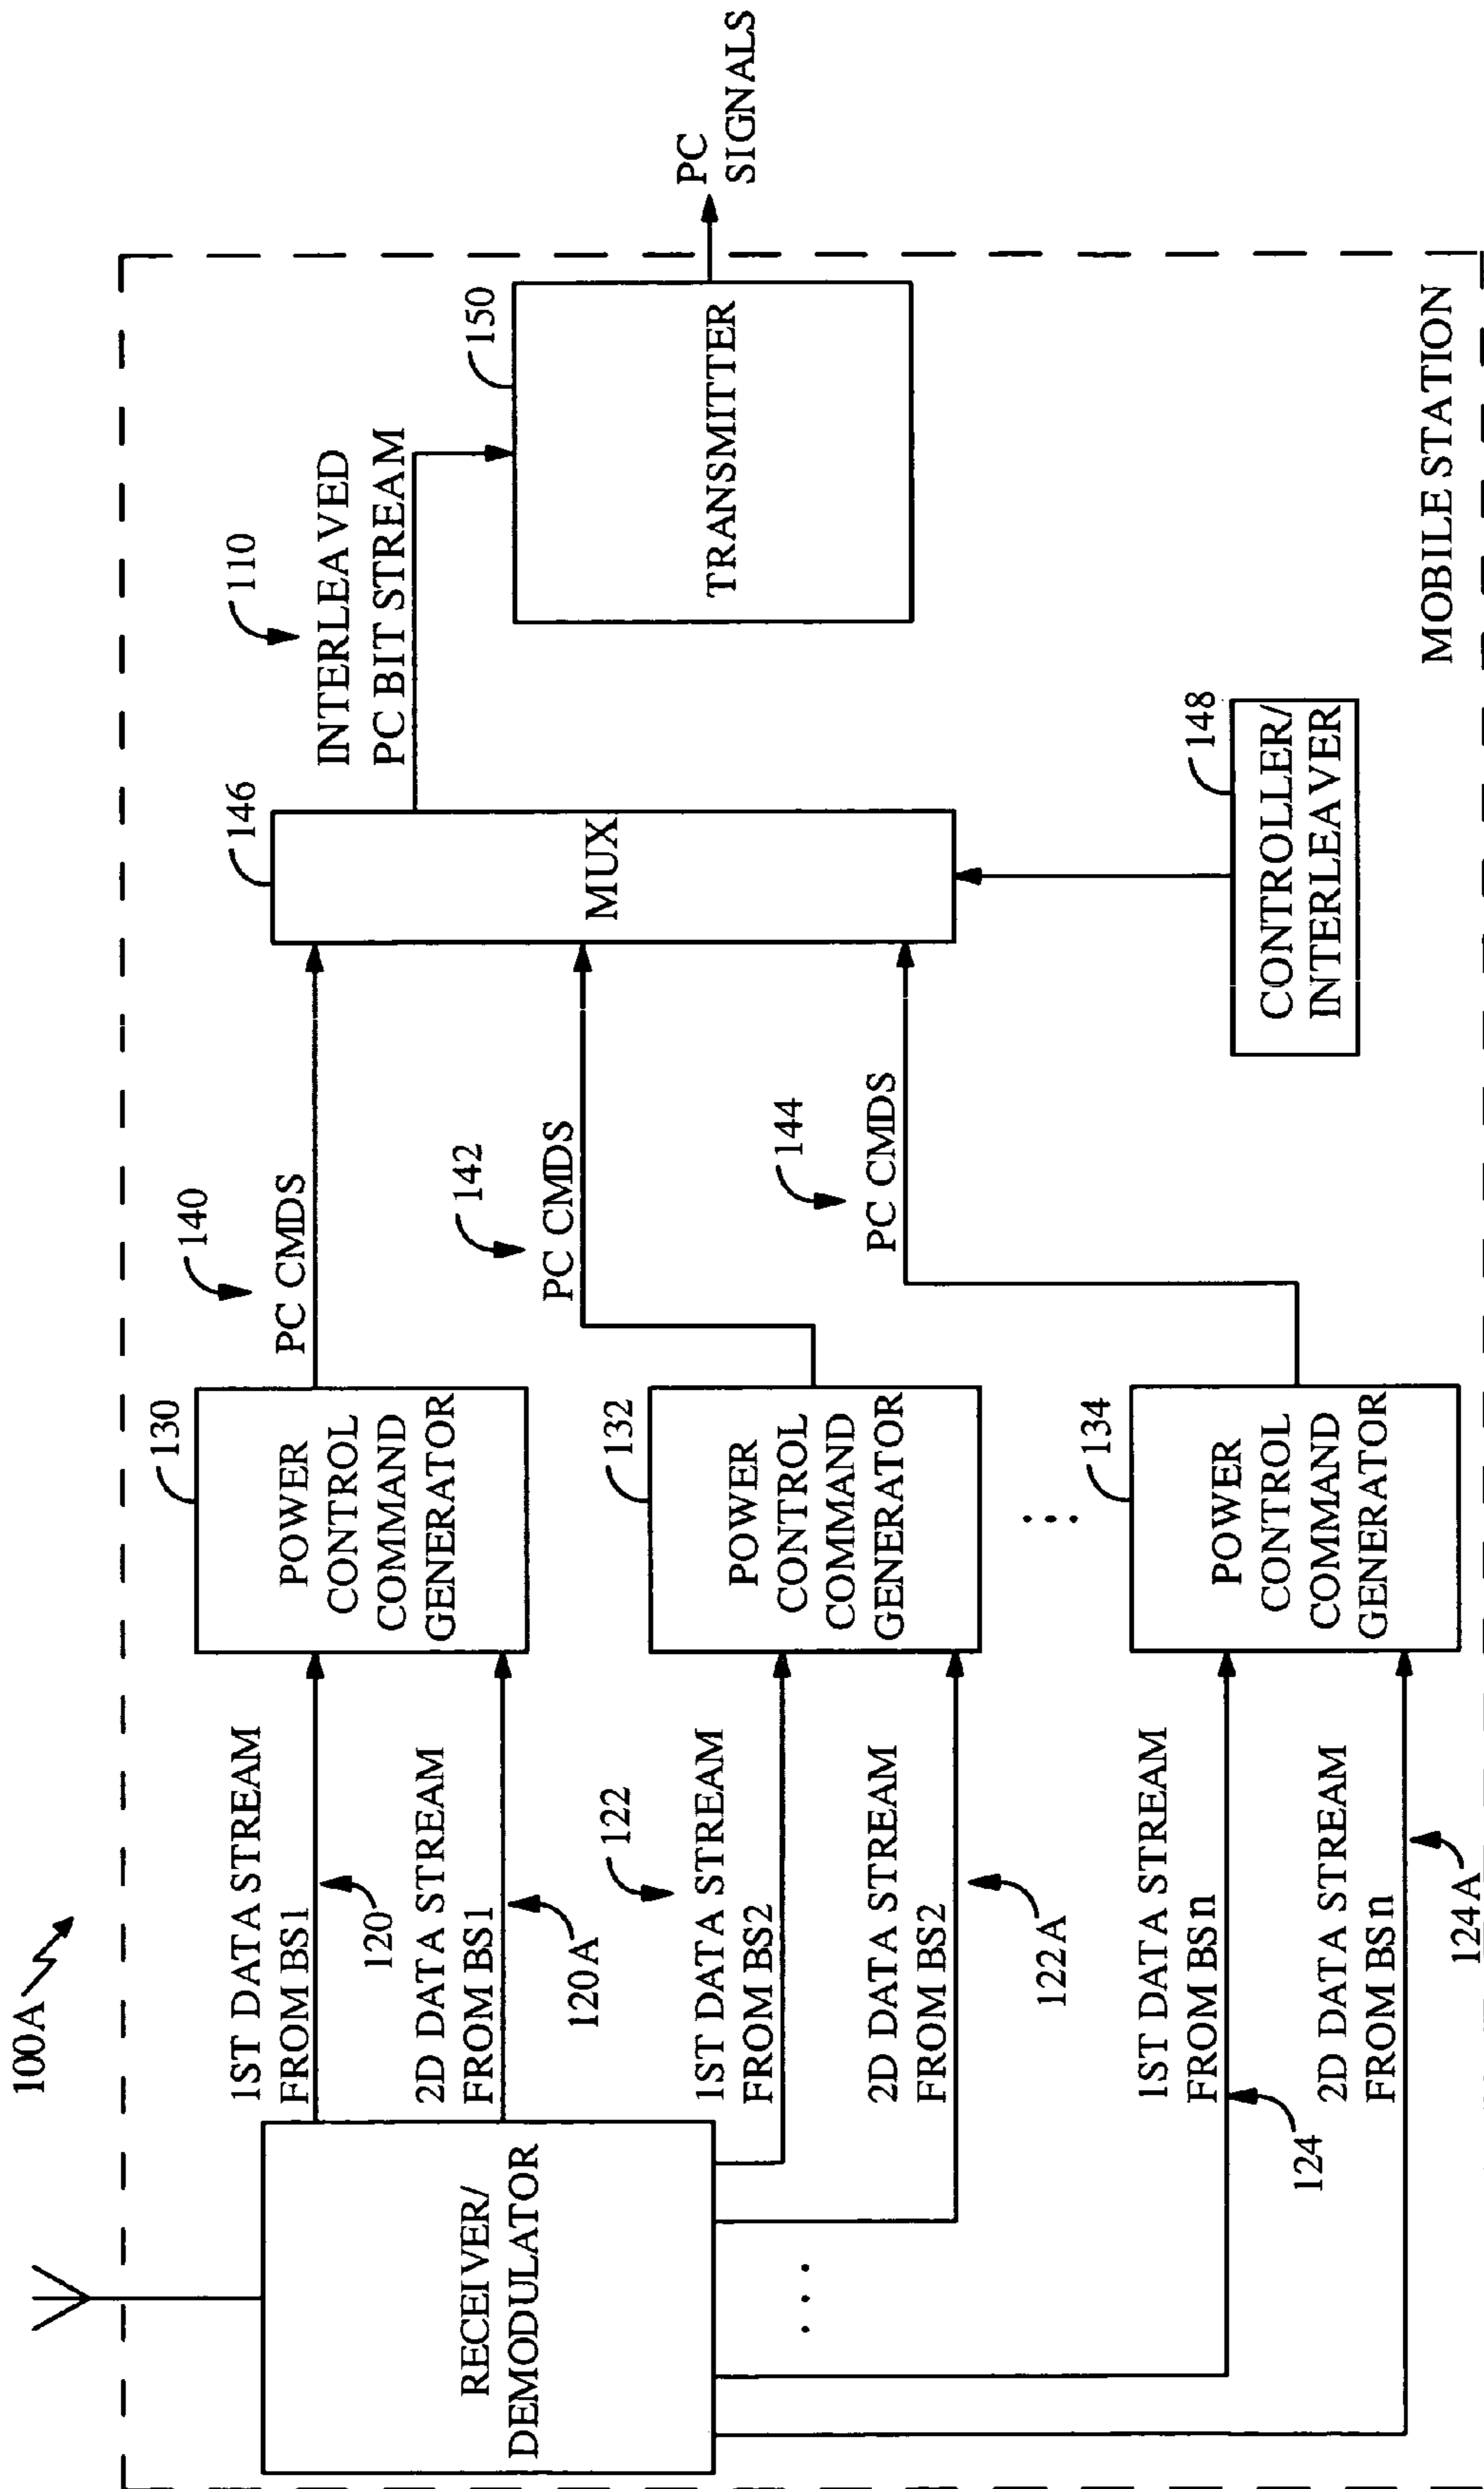 100A
RECEIVER/
DEMODULATOR
1ST DATA STREAM
FROM BS1
120
2D DATA STREAM
FROM BS1
120A
122
1ST DATA STREAM
FROM BS2
2D DATA STREAM
FROM BS2
122A
1ST DATA STREAM
FROM BSn
124
2D DATA STREAM
FROM BSn
124A
130
POWER
CONTROL
COMMAND
GENERATOR
132
POWER
CONTROL
COMMAND
GENERATOR
134
POWER
CONTROL
COMMAND
GENERATOR
140
PC CMDS
142
PC CMDS
144
PC CMDS
146
MUX
148
CONTROLLER/
INTERLEAVER
110
INTERLEAVED
PC BIT STREAM
150
TRANSMITTER
MOBILE STATION
PC
SIGNALS